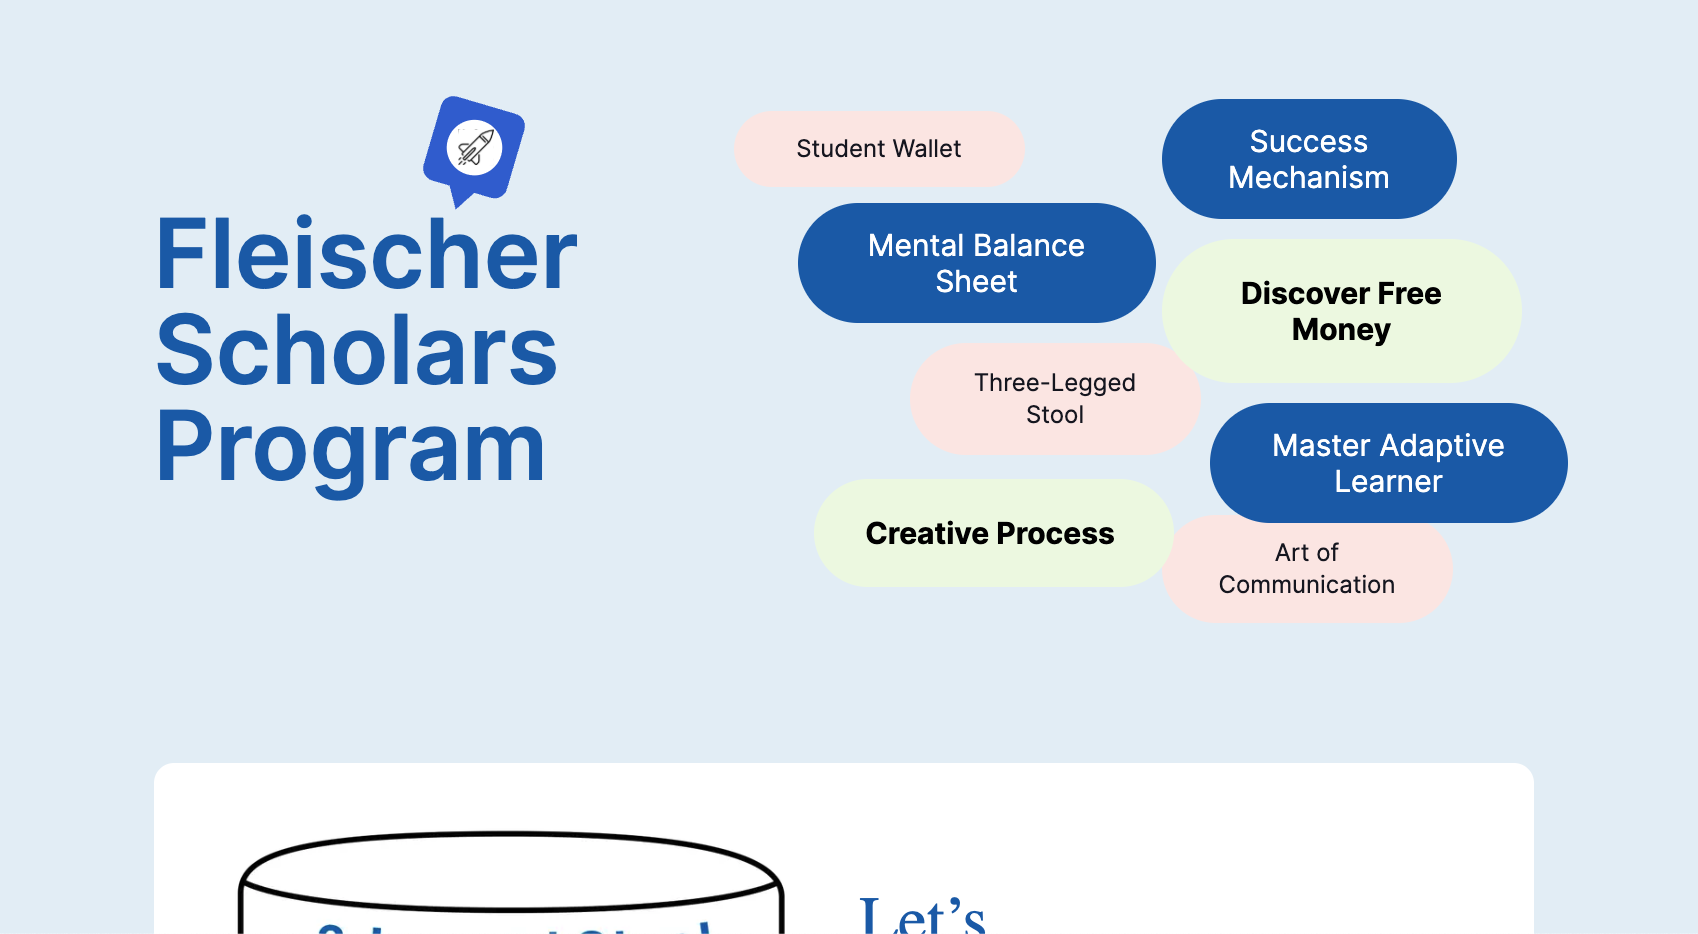 Fleischer
Scholars
Program
Student Wallet
Success
Mechanism
Mental Balance
Sheet
Discover Free
Money
Three-Legged
Stool
Master Adaptive
Learner
Creative Process
Art of
Communication
Let’s